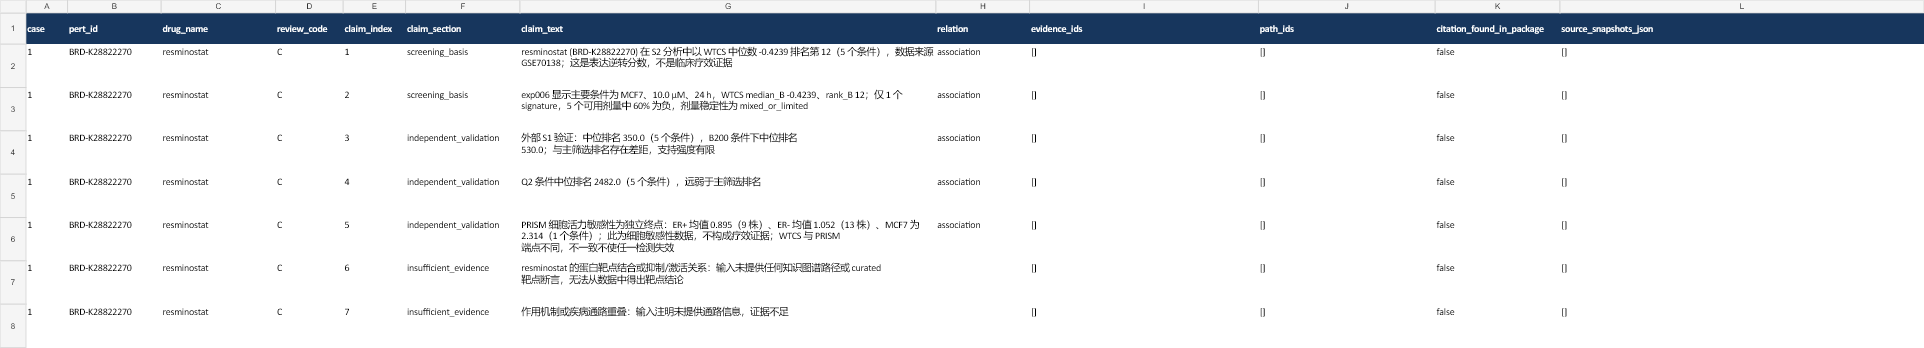 A B C D E F G H I J K L
1 case pert_id drug_name review_code claim_index claim_section claim_text relation evidence_ids path_ids citation_found_in_package source_snapshots_json
2 1 BRD-K28822270 resminostat C 1 screening_basis resminostat (BRD-K28822270) 在 S2 分析中以 WTCS 中位数 -0.4239 排名第 12（5 个条件），数据来源 association [] [] false []
GSE70138；这是表达逆转分数，不是临床疗效证据
3 1 BRD-K28822270 resminostat C 2 screening_basis exp006 显示主要条件为 MCF7、10.0 µM、24 h，WTCS median_B -0.4239、rank_B 12；仅 1 个 association [] [] false []
signature，5 个可用剂量中 60% 为负，剂量稳定性为 mixed_or_limited
4 1 BRD-K28822270 resminostat C 3 independent_validation 外部 S1 验证：中位排名 350.0（5 个条件），B200 条件下中位排名 association [] [] false []
530.0；与主筛选排名存在差距，支持强度有限
5 1 BRD-K28822270 resminostat C 4 independent_validation Q2 条件中位排名 2482.0（5 个条件），远弱于主筛选排名 association [] [] false []
6 1 BRD-K28822270 resminostat C 5 independent_validation PRISM 细胞活力敏感性为独立终点：ER+ 均值 0.895（9 株）、ER- 均值 1.052（13 株）、MCF7 为 association [] [] false []
2.314（1 个条件）；此为细胞敏感性数据，不构成疗效证据；WTCS 与 PRISM
端点不同，不一致不使任一检测失效
7 1 BRD-K28822270 resminostat C 6 insufficient_evidence resminostat 的蛋白靶点结合或抑制/激活关系：输入未提供任何知识图谱路径或 curated [] [] false []
靶点断言，无法从数据中得出靶点结论
8 1 BRD-K28822270 resminostat C 7 insufficient_evidence 作用机制或疾病通路重叠：输入注明未提供通路信息，证据不足 [] [] false []